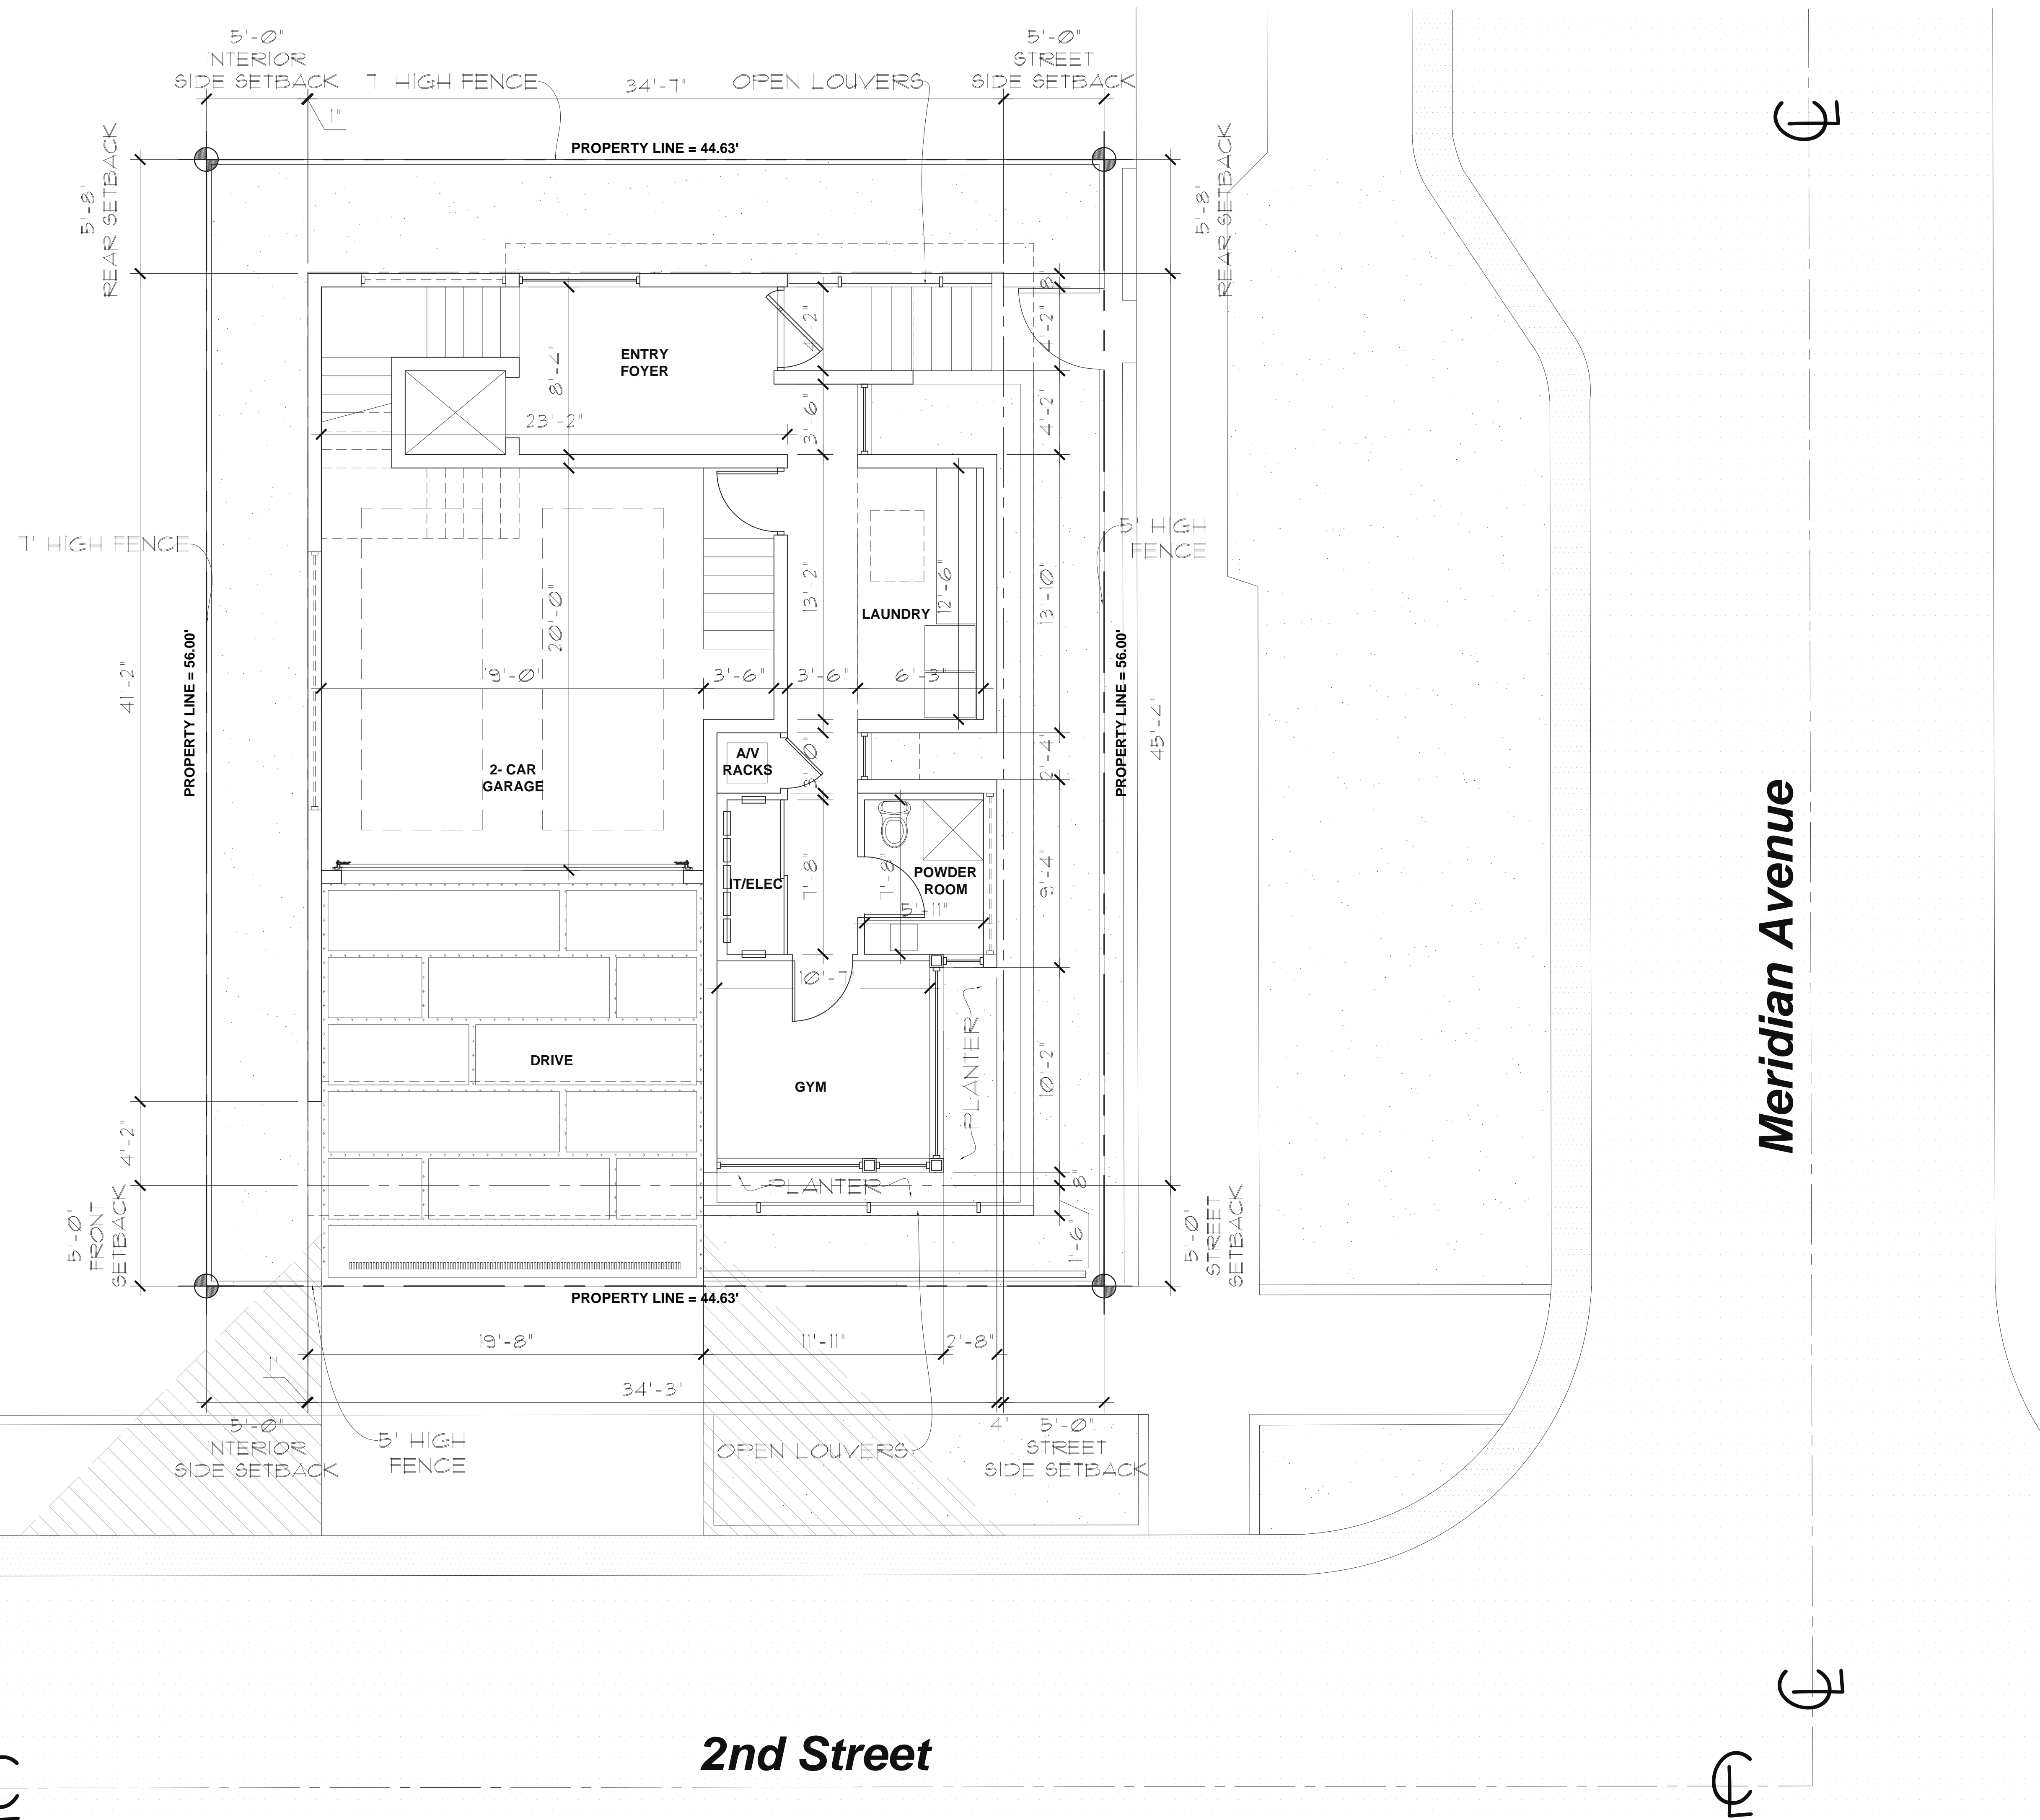 5'-0"
INTERIOR
SIDE SETBACK
7' HIGH FENCE
34'-7"
OPEN LOUVERS
5'-0"
STREET
SIDE SETBACK
1"
PROPERTY LINE = 44.63'
5'-8"
REAR SETBACK
5'-8"
REAR SETBACK
8"
4'-2"
4'-2"
ENTRY
FOYER
8'-4"
23'-2"
3'-6"
4'-2"
7' HIGH FENCE
5' HIGH
FENCE
13'-2"
12'-6"
13'-10"
20'-0"
LAUNDRY
41'-2"
PROPERTY LINE = 56.00'
19'-0"
3'-6"
3'-6"
6'-3"
PROPERTY LINE = 56.00'
45'-4"
A/V
RACKS
3'-0"
2'-4"
2- CAR
GARAGE
IT/ELEC
7'-8"
7'-8"
POWDER
ROOM
5'-11"
9'-4"
10'-7"
DRIVE
GYM
PLANTER
10'-2"
Meridian Avenue
4'-2"
PLANTER
8"
5'-0"
FRONT
SETBACK
1'-6"
5'-0"
STREET
SETBACK
PROPERTY LINE = 44.63'
19'-8"
11'-11"
2'-8"
1"
34'-3"
4"
5'-0"
INTERIOR
SIDE SETBACK
5' HIGH
FENCE
OPEN LOUVERS
5'-0"
STREET
SIDE SETBACK
2nd Street